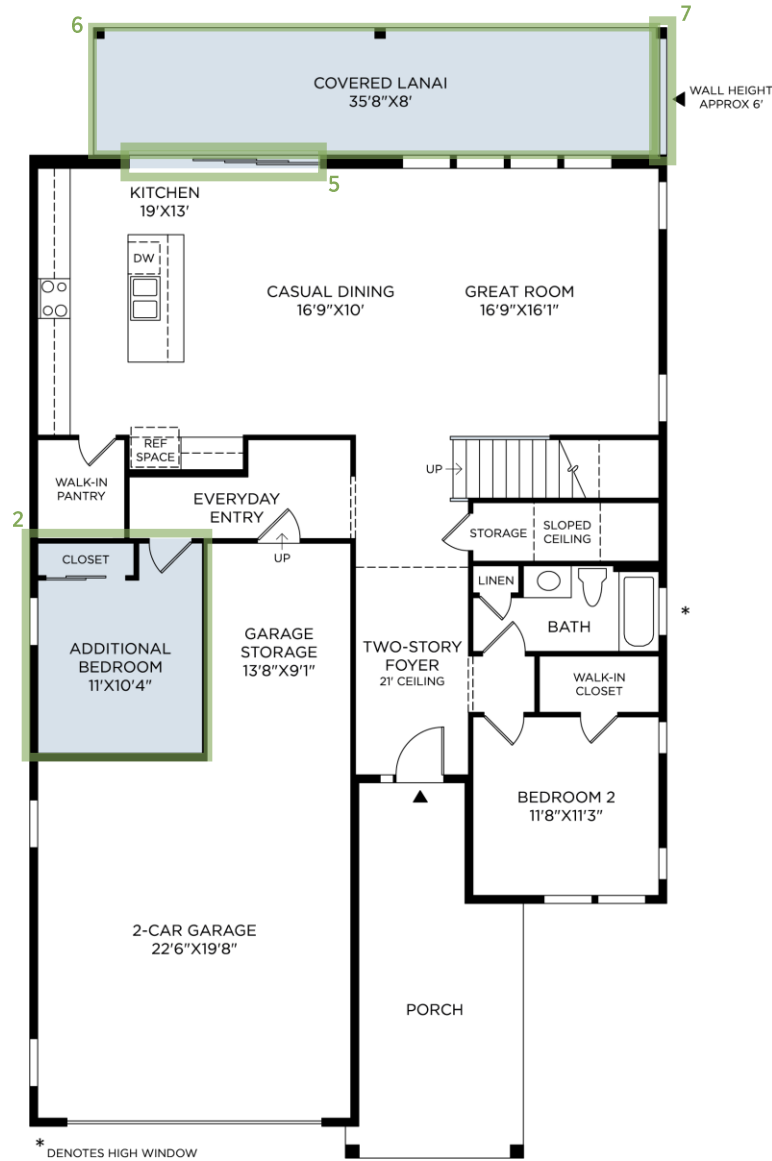 6
7
COVERED LANAI
35'8"X8'
WALL HEIGHT
APPROX 6'
5
KITCHEN
19'X13'
DW
CASUAL DINING
16'9"X10'
GREAT ROOM
16'9"X16'1"
REF
SPACE
UP
WALK-IN
PANTRY
EVERYDAY
ENTRY
2
STORAGE
SLOPED
CEILING
CLOSET
UP
LINEN
BATH
*
ADDITIONAL
BEDROOM
11'X10'4"
GARAGE
STORAGE
13'8"X9'1"
TWO-STORY
FOYER
21' CEILING
WALK-IN
CLOSET
BEDROOM 2
11'8"X11'3"
2-CAR GARAGE
22'6"X19'8"
PORCH
* DENOTES HIGH WINDOW